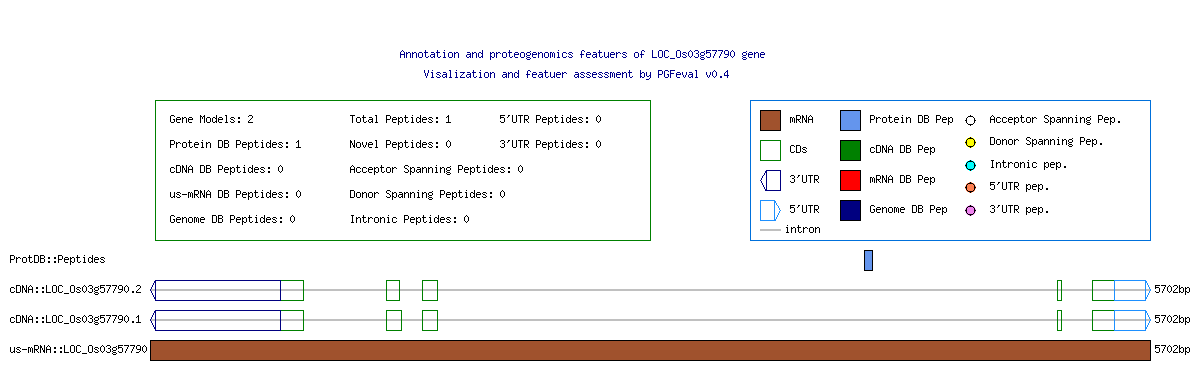 Annotation and proteogenomics featuers of LOC_Os03g57790 gene
Visalization and featuer assessment by PGFeval v0.4
Gene Models: 2 Total Peptides: 1 5'UTR Peptides: 0
Protein DB Peptides: 1 Novel Peptides: 0 3'UTR Peptides: 0
cDNA DB Peptides: 0 Acceptor Spanning Peptides: 0
us-mRNA DB Peptides: 0 Donor Spanning Peptides: 0
Genome DB Peptides: 0 Intronic Peptides: 0
mRNA Protein DB Pep Acceptor Spanning Pep.
CDs cDNA DB Pep Donor Spanning Pep.
3'UTR mRNA DB Pep Intronic pep.
5'UTR Genome DB Pep 5'UTR pep.
intron 3'UTR pep.
ProtDB::Peptides
cDNA::LOC_Os03g57790.2 5702bp
cDNA::LOC_Os03g57790.1 5702bp
us-mRNA::LOC_Os03g57790 5702bp